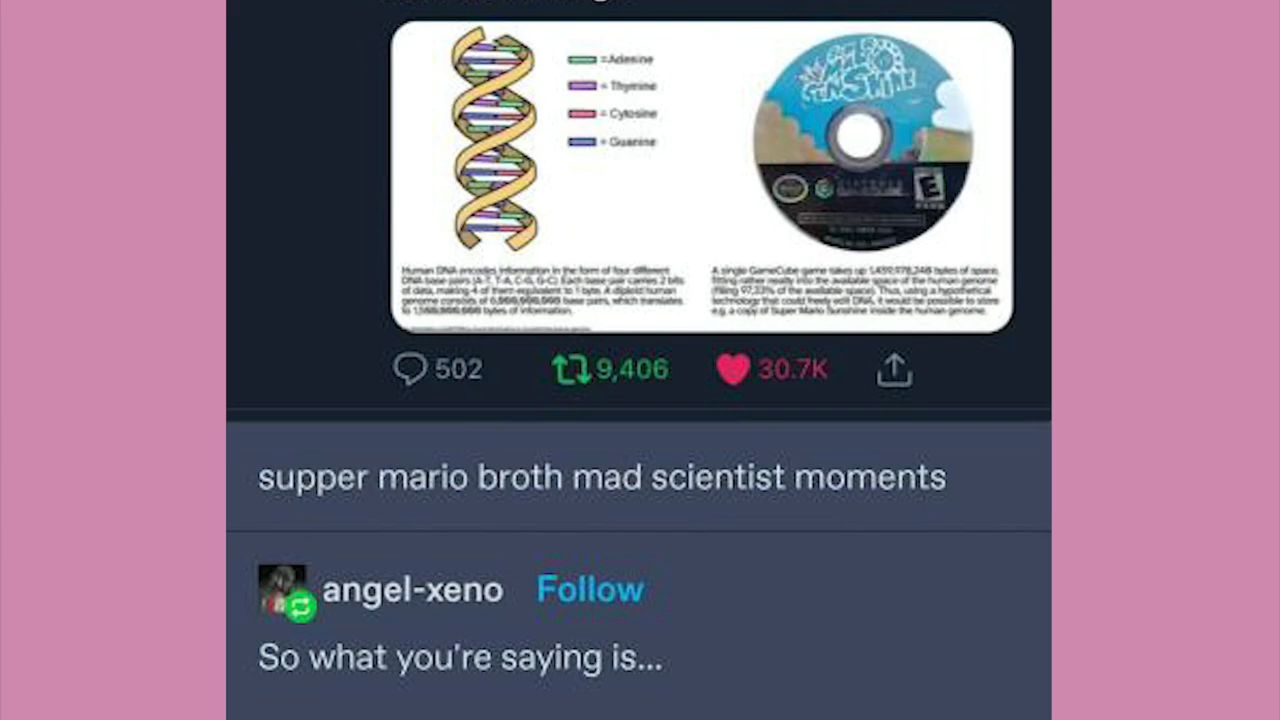 =Adenine
= Thymine
= Cytosine
= Guanine
SUNSHINE
E
Human DNA encodes information in the form of four different
DNA base pairs (A-T, T-A, C-G, G-C). Each base pair carries 2 bits
of data, making 4 of them equivalent to 1 byte. A diploid human
genome consists of 6,000,000,000 base pairs, which translates
to 1,500,000,000 bytes of information.
A single GameCube game takes up 1,459,978,240 bytes of space,
fitting rather neatly into the available space of the human genome
(filling 97.33% of the available space). Thus, using a hypothetical
technology that could freely edit DNA, it would be possible to store
e.g. a copy of Super Mario Sunshine inside the human genome.
502 9,406 30.7K
supper mario broth mad scientist moments
angel-xeno Follow
So what you're saying is...